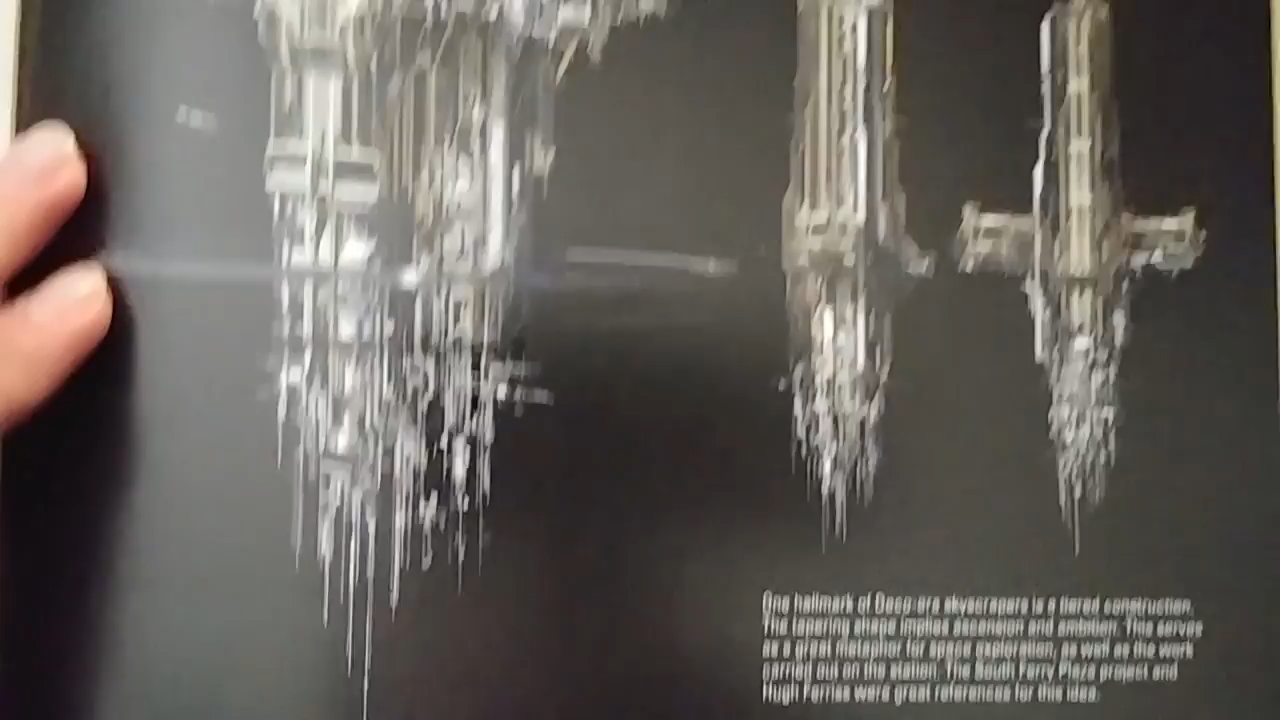 One hallmark of Deco-era skyscrapers is a tiered construction.
The tapering shape implies ascension and ambition. This serves
as a great metaphor for space exploration, as well as the work
carried out on the station. The Ferry Plaza project and
Hugh Ferriss were great references for this idea.